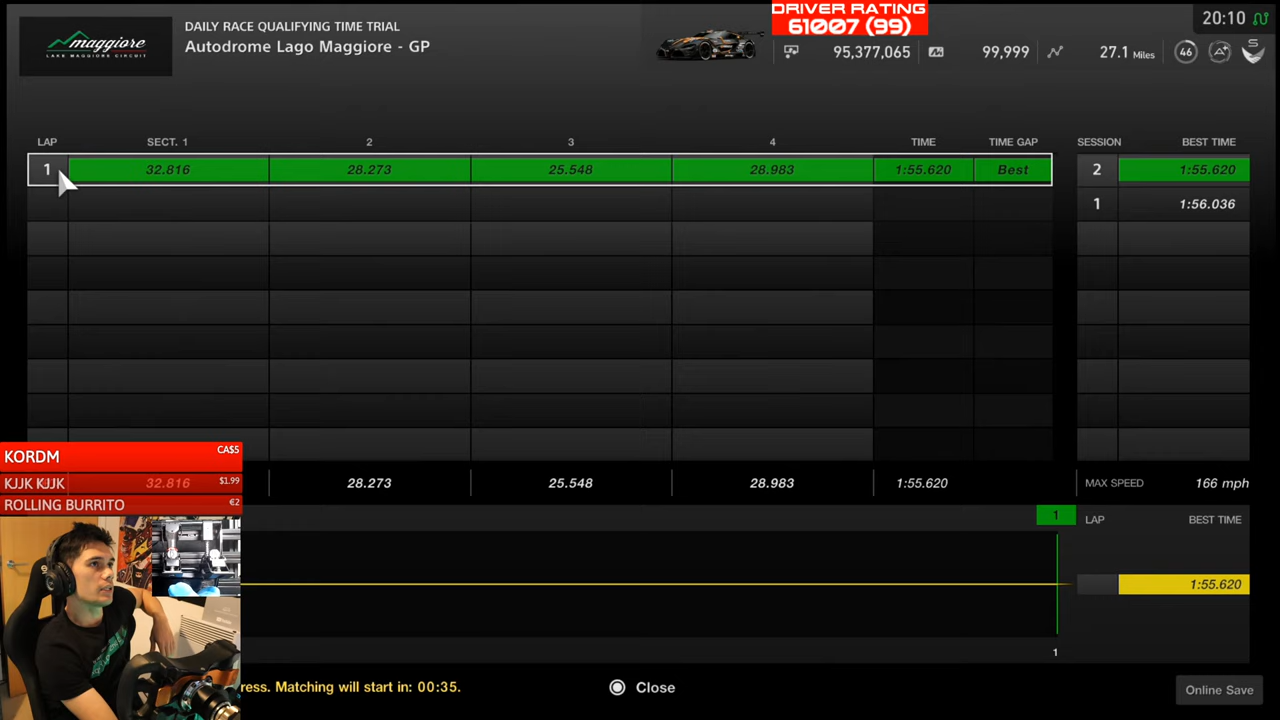 DRIVER RATING
61007 (99)
20:10
maggiore
LAKE MAGGIORE CIRCUIT
DAILY RACE QUALIFYING TIME TRIAL
Autodrome Lago Maggiore - GP
95,377,065
99,999
27.1 Miles
46
A+
S
LAP SECT. 1 2 3 4 TIME TIME GAP
1 32.816 28.273 25.548 28.983 1:55.620 Best
SESSION BEST TIME
2 1:55.620
1 1:56.036
KORDM CA$5
KJJK KJJK $1.99
ROLLING BURRITO €2
32.816 28.273 25.548 28.983 1:55.620
MAX SPEED 166 mph
1
LAP BEST TIME
1:55.620
1
ress. Matching will start in: 00:35.
Close
Online Save